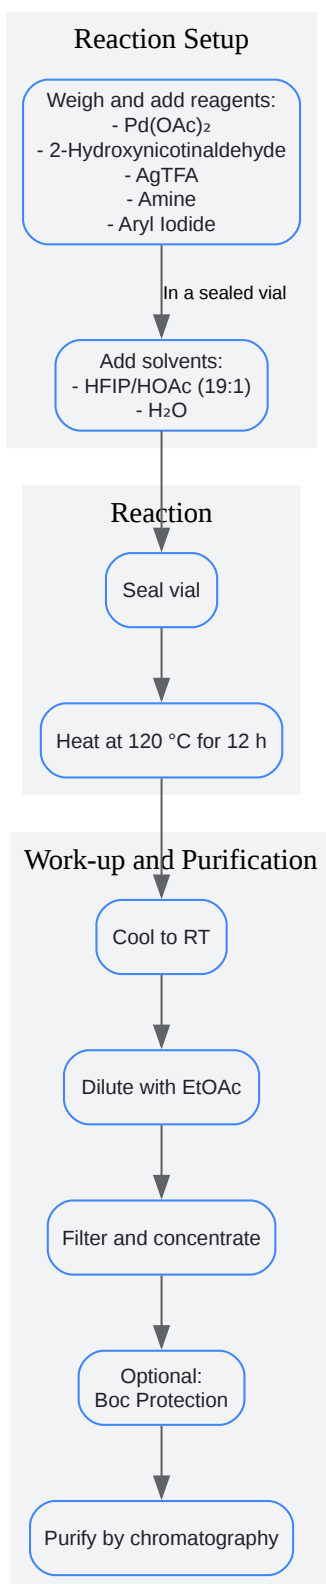 Reaction Setup
Weigh and add reagents:
- Pd(OAc)₂
- 2-Hydroxynicotinaldehyde
- AgTFA
- Amine
- Aryl Iodide
In a sealed vial
Add solvents:
- HFIP/HOAc (19:1)
- H₂O
Reaction
Seal vial
Heat at 120 °C for 12 h
Work-up and Purification
Cool to RT
Dilute with EtOAc
Filter and concentrate
Optional:
Boc Protection
Purify by chromatography